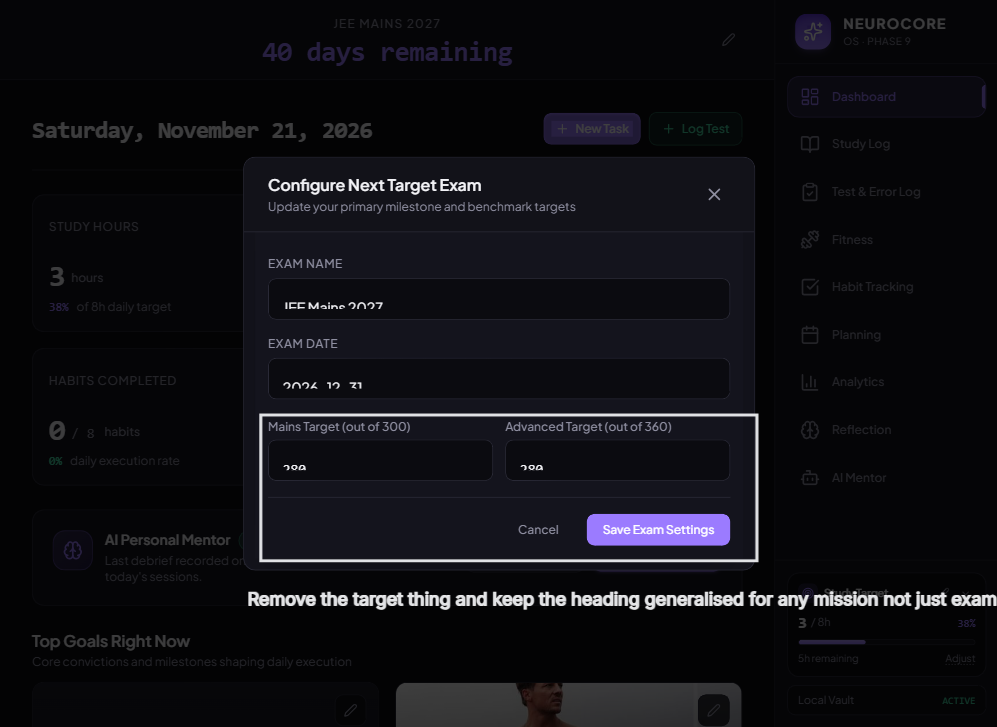 JEE MAINS 2027
40 days remaining
NEUROCORE
OS · PHASE 9
Saturday, November 21, 2026
+ New Task
+ Log Test
Dashboard
Study Log
Test & Error Log
Fitness
Habit Tracking
Planning
Analytics
Reflection
AI Mentor
STUDY HOURS
3 hours
38% of 8h daily target
HABITS COMPLETED
0 / 8 habits
0% daily execution rate
AI Personal Mentor
Last debrief recorded on
today's sessions.
Configure Next Target Exam
Update your primary milestone and benchmark targets
EXAM NAME
JEE Mains 2027
EXAM DATE
2026-12-31
Mains Target (out of 300)
Advanced Target (out of 360)
280
280
Cancel
Save Exam Settings
Remove the target thing and keep the heading generalised for any mission not just exam
Study Target
3 / 8h
38%
5h remaining
Adjust
Local Vault
ACTIVE
Top Goals Right Now
Core convictions and milestones shaping daily execution